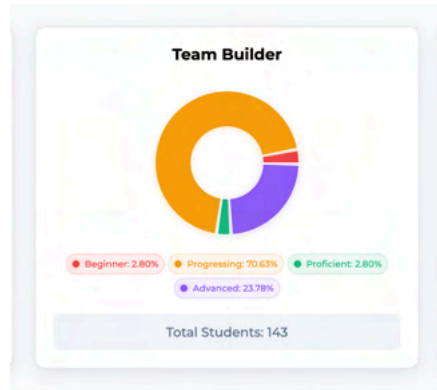 Team Builder
Beginner: 2.80% Progressing: 70.63% Proficient: 2.80%
Advanced: 23.78%
Total Students: 143